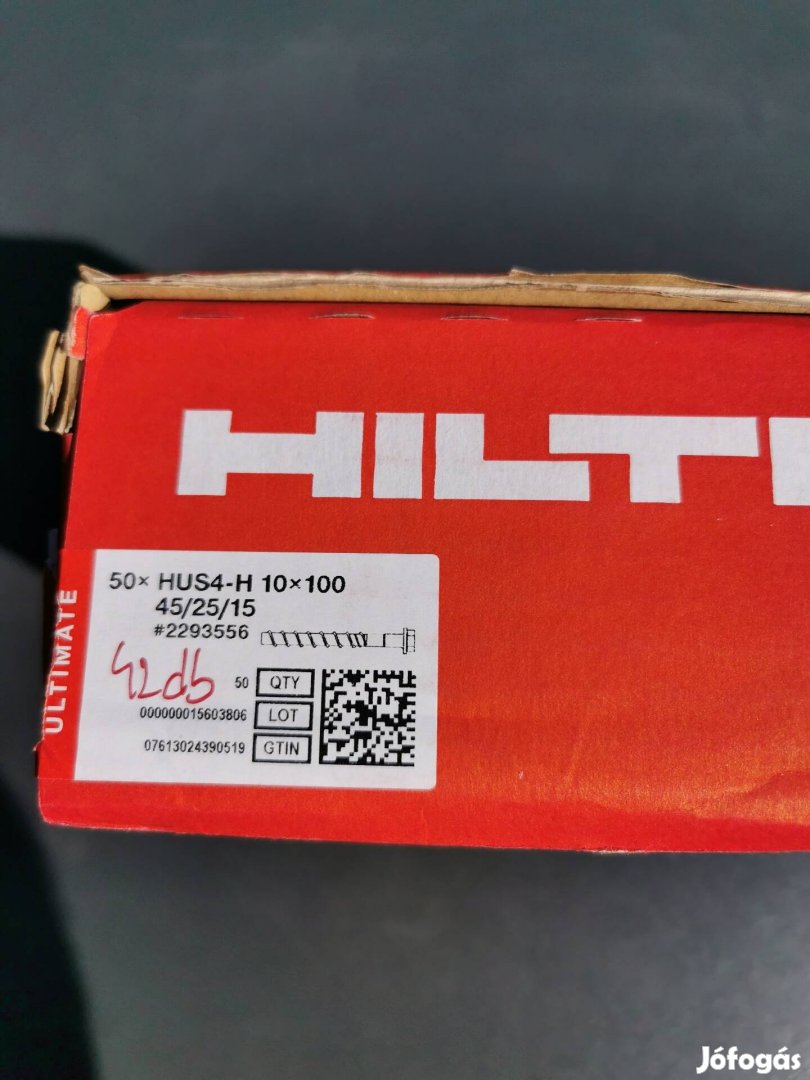 HILTI
ULTIMATE
50× HUS4-H 10×100
45/25/15
#2293556
42db
50 QTY
000000015603806 LOT
07613024390519 GTIN
Jófogás